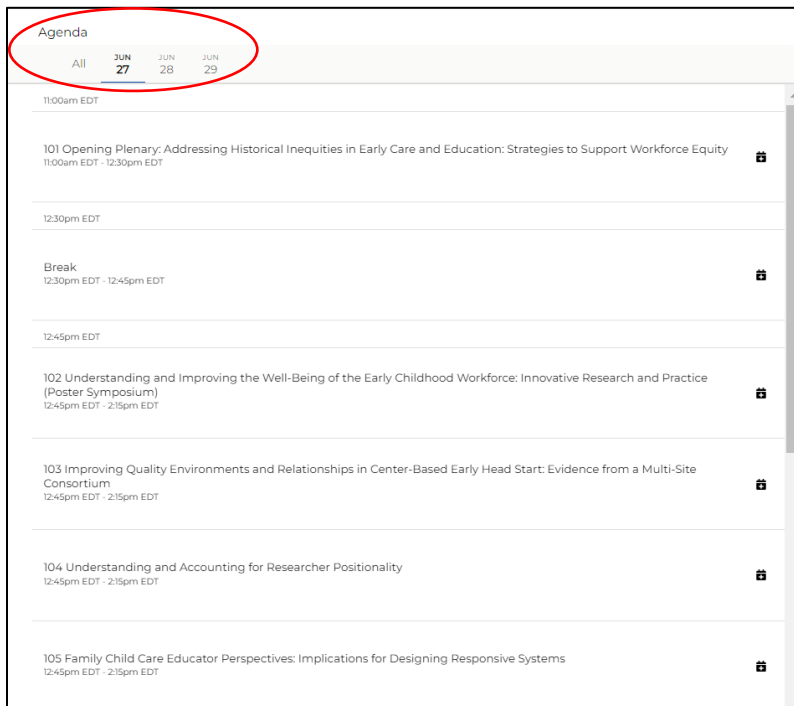 Agenda
All
JUN
27
JUN
28
JUN
29
11:00am EDT
101 Opening Plenary: Addressing Historical Inequities in Early Care and Education: Strategies to Support Workforce Equity
11:00am EDT - 12:30pm EDT
12:30pm EDT
Break
12:30pm EDT - 12:45pm EDT
12:45pm EDT
102 Understanding and Improving the Well-Being of the Early Childhood Workforce: Innovative Research and Practice
(Poster Symposium)
12:45pm EDT - 2:15pm EDT
103 Improving Quality Environments and Relationships in Center-Based Early Head Start: Evidence from a Multi-Site
Consortium
12:45pm EDT - 2:15pm EDT
104 Understanding and Accounting for Researcher Positionality
12:45pm EDT - 2:15pm EDT
105 Family Child Care Educator Perspectives: Implications for Designing Responsive Systems
12:45pm EDT - 2:15pm EDT